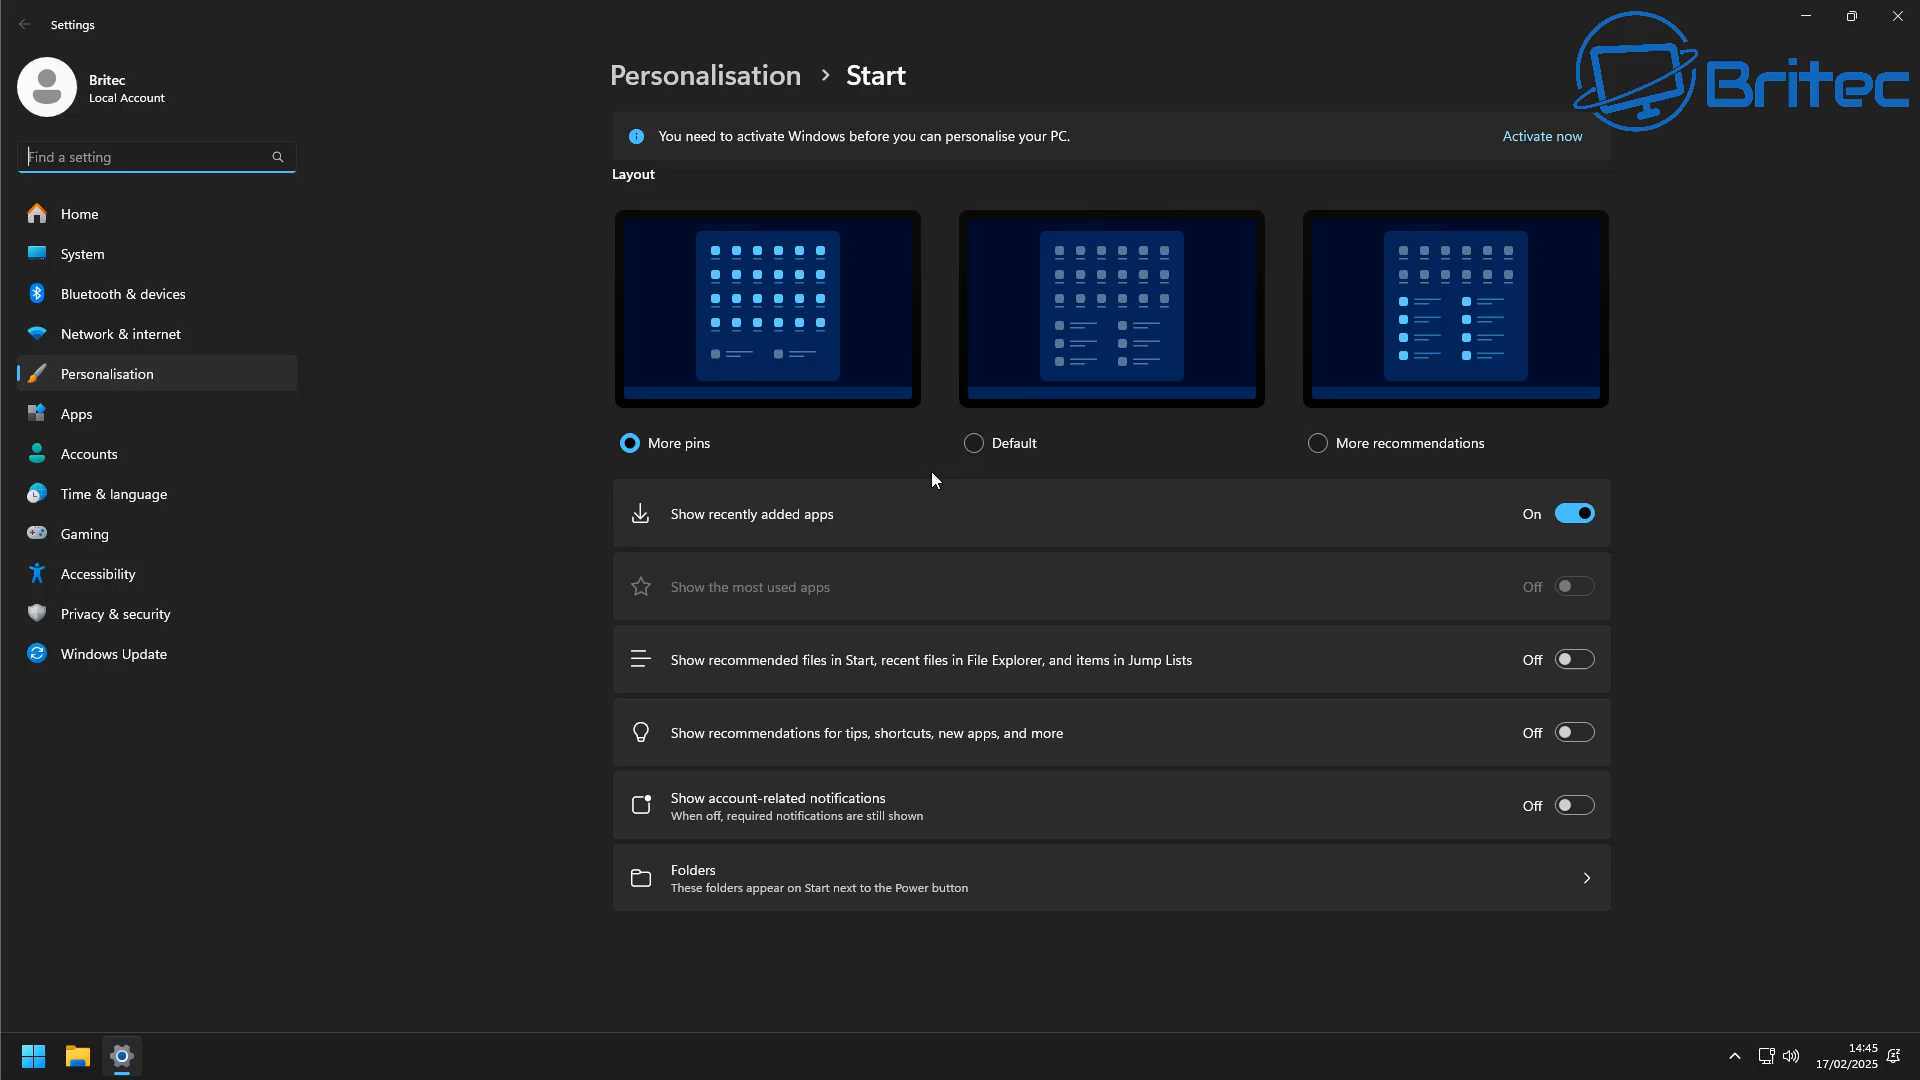 Settings
Britec
Local Account
Find a setting
Home
System
Bluetooth & devices
Network & internet
Personalisation
Apps
Accounts
Time & language
Gaming
Accessibility
Privacy & security
Windows Update
Personalisation > Start
Britec
You need to activate Windows before you can personalise your PC.
Activate now
Layout
More pins
Default
More recommendations
Show recently added apps
On
Show the most used apps
Off
Show recommended files in Start, recent files in File Explorer, and items in Jump Lists
Off
Show recommendations for tips, shortcuts, new apps, and more
Off
Show account-related notifications
When off, required notifications are still shown
Off
Folders
These folders appear on Start next to the Power button
14:45
17/02/2025